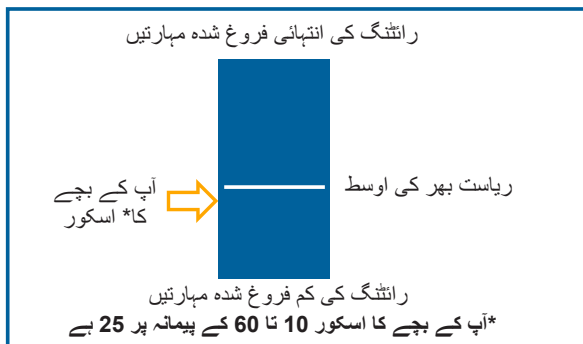 رائٹنگ کی انتہائی فروغ شدہ مہارتیں
ریاست بھر کی اوسط
آپ کے بچے
کا* اسکور
رائٹنگ کی کم فروغ شدہ مہارتیں
*آپ کے بچے کا اسکور 10 تا 60 کے پیمانہ پر 25 ہے